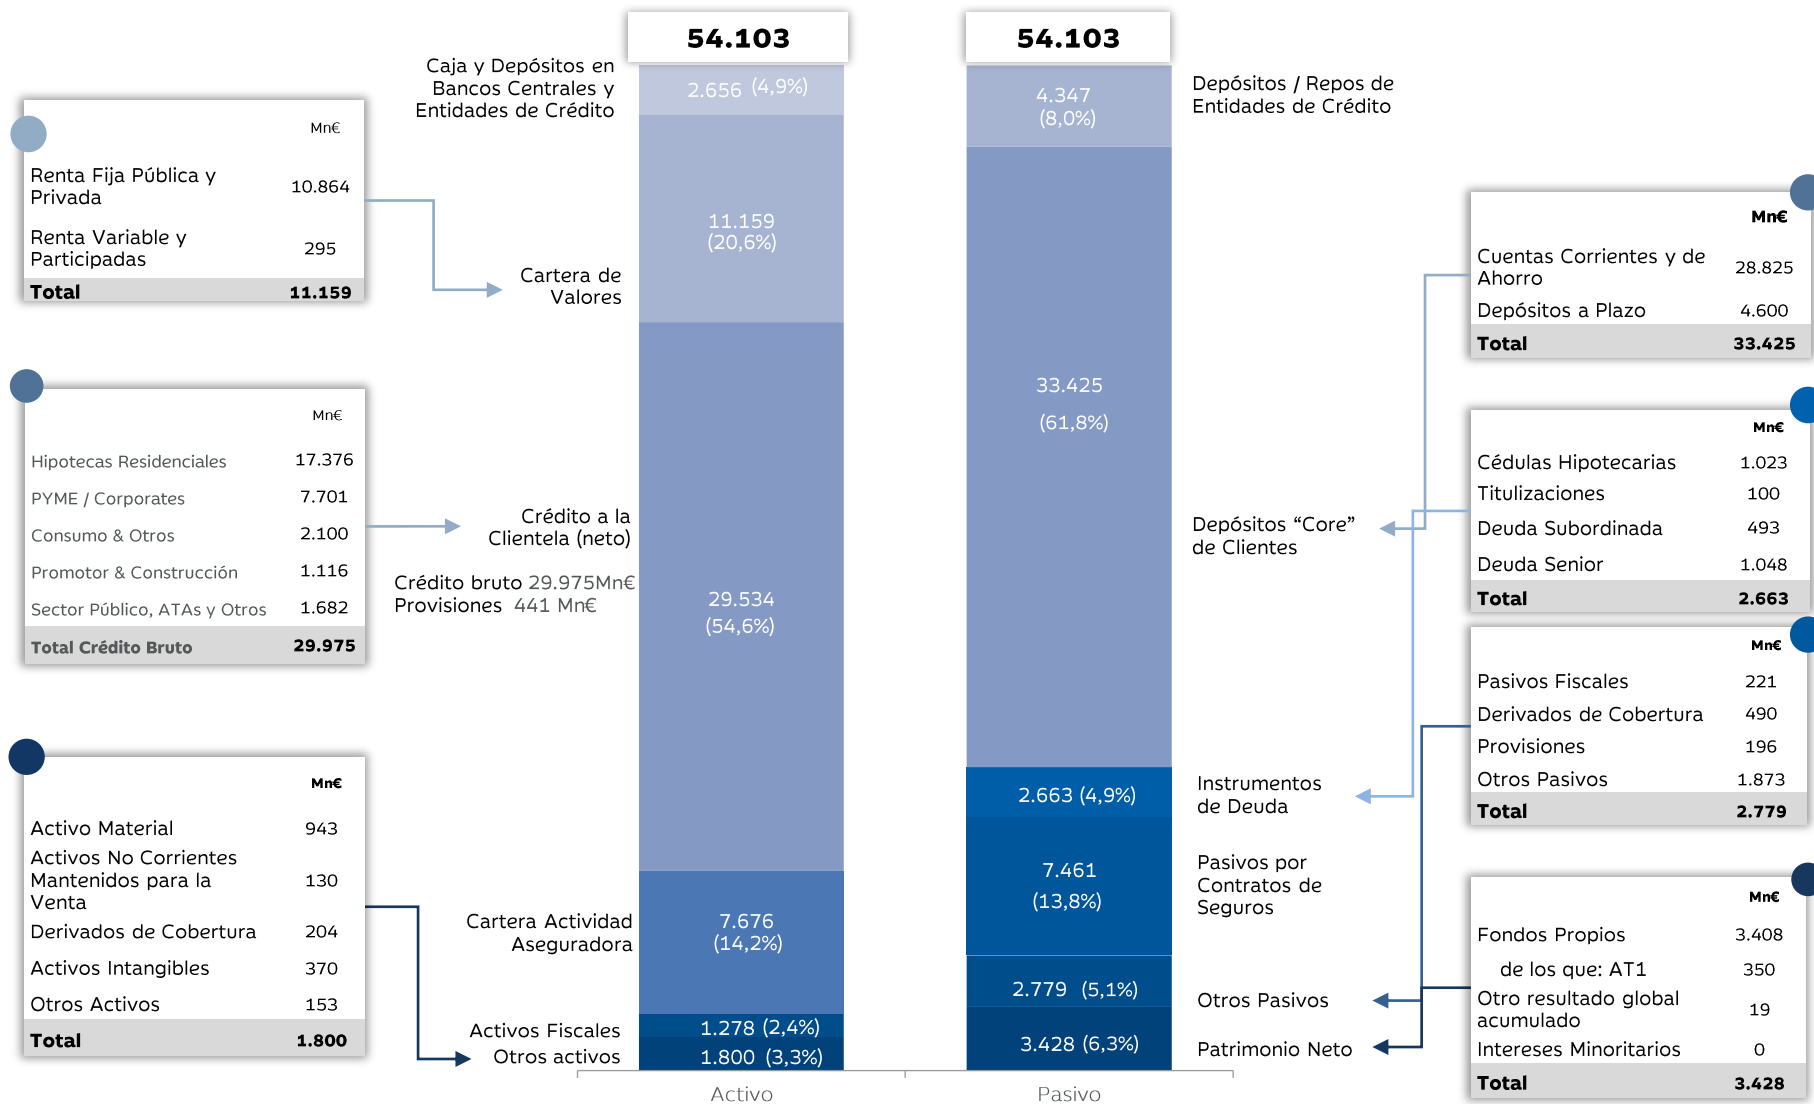 54.103
54.103
Caja y Depósitos en
Bancos Centrales y
Entidades de Crédito
2.656 (4,9%)
4.347
(8,0%)
Depósitos / Repos de
Entidades de Crédito
Mn€
Renta Fija Pública y
Privada
10.864
Renta Variable y
Participadas
295
Total 11.159
11.159
(20,6%)
Cartera de
Valores
Mn€
Cuentas Corrientes y de
Ahorro
28.825
Depósitos a Plazo 4.600
Total 33.425
33.425
(61,8%)
Mn€
Hipotecas Residenciales 17.376
PYME / Corporates 7.701
Consumo & Otros 2.100
Promotor & Construcción 1.116
Sector Público, ATAs y Otros 1.682
Total Crédito Bruto 29.975
Crédito a la
Clientela (neto)
Crédito bruto 29.975Mn€
Provisiones 441 Mn€
29.534
(54,6%)
Depósitos “Core”
de Clientes
Mn€
Cédulas Hipotecarias 1.023
Titulizaciones 100
Deuda Subordinada 493
Deuda Senior 1.048
Total 2.663
Mn€
Pasivos Fiscales 221
Derivados de Cobertura 490
Provisiones 196
Otros Pasivos 1.873
Total 2.779
2.663 (4,9%)
Instrumentos
de Deuda
Mn€
Activo Material 943
Activos No Corrientes
Mantenidos para la
Venta
130
Derivados de Cobertura 204
Activos Intangibles 370
Otros Activos 153
Total 1.800
Cartera Actividad
Aseguradora
7.676
(14,2%)
7.461
(13,8%)
Pasivos por
Contratos de
Seguros
Mn€
Fondos Propios 3.408
de los que: AT1 350
Otro resultado global
acumulado
19
Intereses Minoritarios 0
Total 3.428
2.779 (5,1%)
Otros Pasivos
Activos Fiscales
1.278 (2,4%)
Otros activos
1.800 (3,3%)
3.428 (6,3%)
Patrimonio Neto
Activo
Pasivo